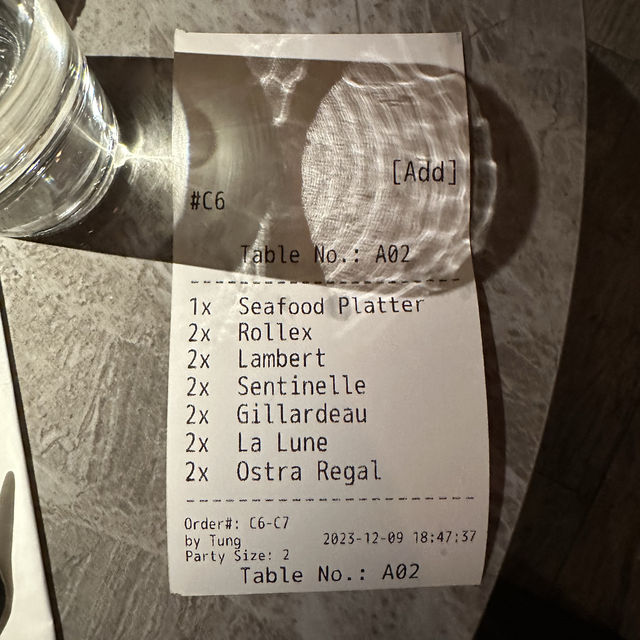 [Add]
#C6
Table No.: A02
1x Seafood Platter
2x Rollex
2x Lambert
2x Sentinelle
2x Gillardeau
2x La Lune
2x Ostra Regal
Order#: C6-C7
by Tung 2023-12-09 18:47:37
Party Size: 2
Table No.: A02